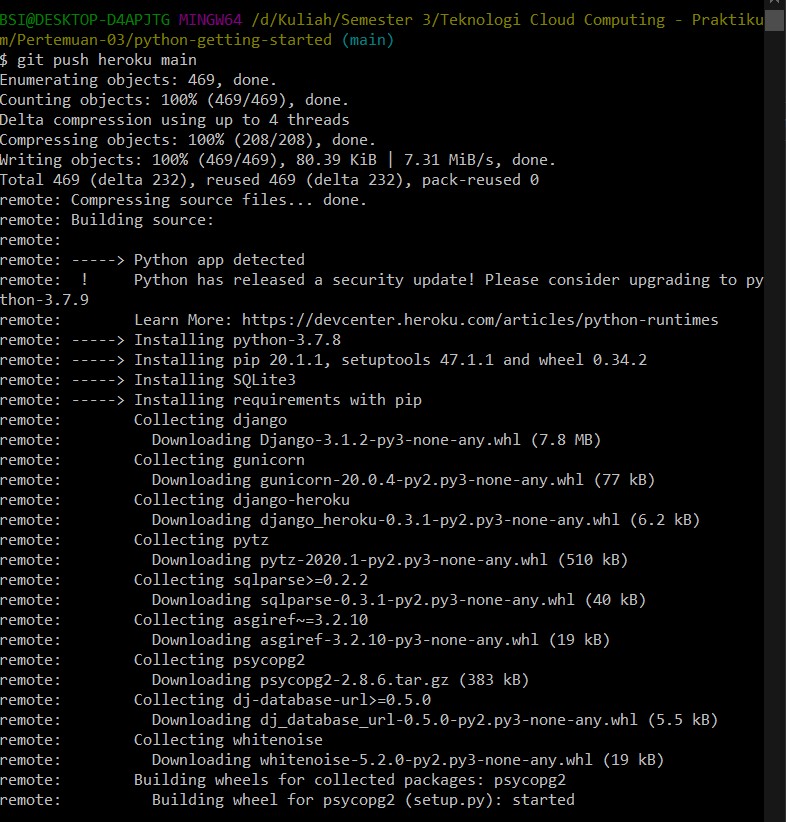 BSI@DESKTOP-D4APJTG MINGW64 /d/Kuliah/Semester 3/Teknologi Cloud Computing - Praktiku
m/Pertemuan-03/python-getting-started (main)
$ git push heroku main
Enumerating objects: 469, done.
Counting objects: 100% (469/469), done.
Delta compression using up to 4 threads
Compressing objects: 100% (208/208), done.
Writing objects: 100% (469/469), 80.39 KiB | 7.31 MiB/s, done.
Total 469 (delta 232), reused 469 (delta 232), pack-reused 0
remote: Compressing source files... done.
remote: Building source:
remote:
remote: -----> Python app detected
remote:  !     Python has released a security update! Please consider upgrading to py
thon-3.7.9
remote:        Learn More: https://devcenter.heroku.com/articles/python-runtimes
remote: -----> Installing python-3.7.8
remote: -----> Installing pip 20.1.1, setuptools 47.1.1 and wheel 0.34.2
remote: -----> Installing SQLite3
remote: -----> Installing requirements with pip
remote:        Collecting django
remote:          Downloading Django-3.1.2-py3-none-any.whl (7.8 MB)
remote:        Collecting gunicorn
remote:          Downloading gunicorn-20.0.4-py2.py3-none-any.whl (77 kB)
remote:        Collecting django-heroku
remote:          Downloading django_heroku-0.3.1-py2.py3-none-any.whl (6.2 kB)
remote:        Collecting pytz
remote:          Downloading pytz-2020.1-py2.py3-none-any.whl (510 kB)
remote:        Collecting sqlparse>=0.2.2
remote:          Downloading sqlparse-0.3.1-py2.py3-none-any.whl (40 kB)
remote:        Collecting asgiref~=3.2.10
remote:          Downloading asgiref-3.2.10-py3-none-any.whl (19 kB)
remote:        Collecting psycopg2
remote:          Downloading psycopg2-2.8.6.tar.gz (383 kB)
remote:        Collecting dj-database-url>=0.5.0
remote:          Downloading dj_database_url-0.5.0-py2.py3-none-any.whl (5.5 kB)
remote:        Collecting whitenoise
remote:          Downloading whitenoise-5.2.0-py2.py3-none-any.whl (19 kB)
remote:        Building wheels for collected packages: psycopg2
remote:          Building wheel for psycopg2 (setup.py): started